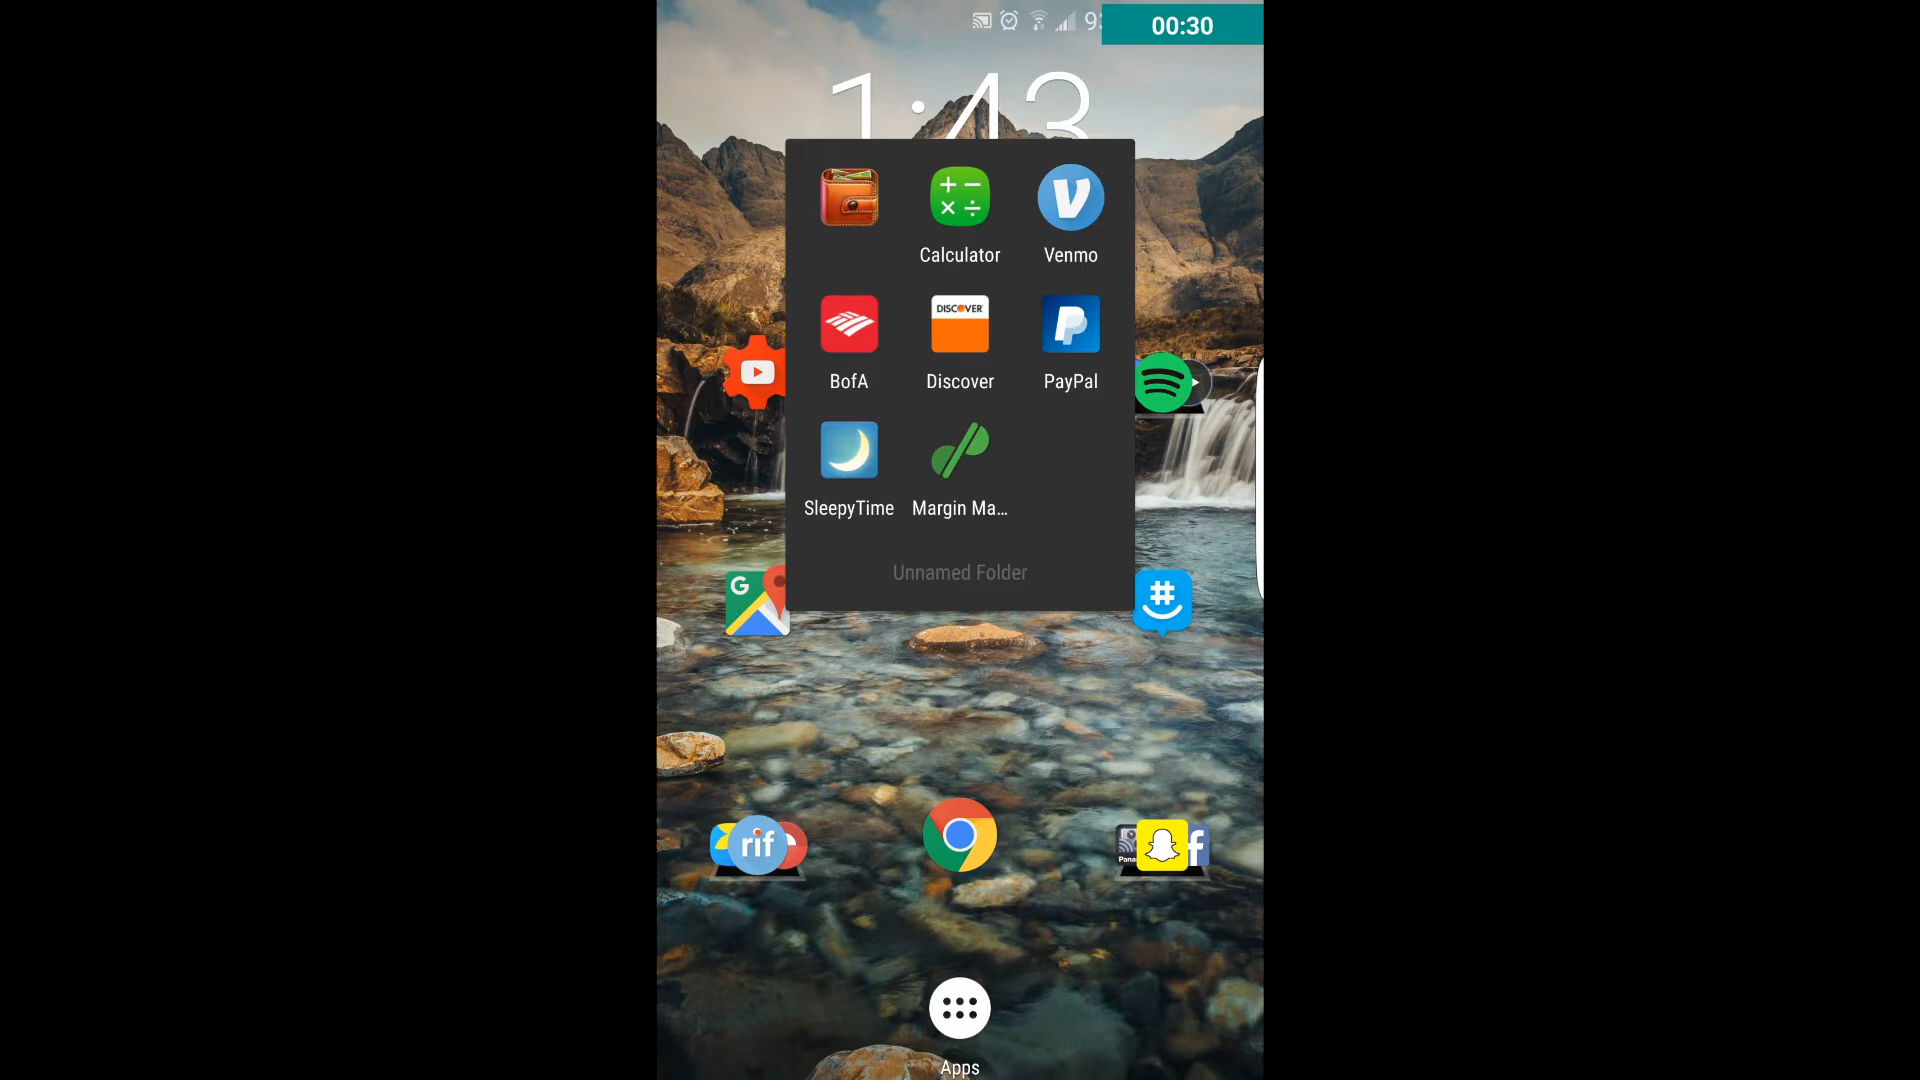 00:30
1:43
Calculator
Venmo
DISCOVER
BofA
Discover
PayPal
SleepyTime
Margin Ma...
Unnamed Folder
G
#
rif
f
Apps